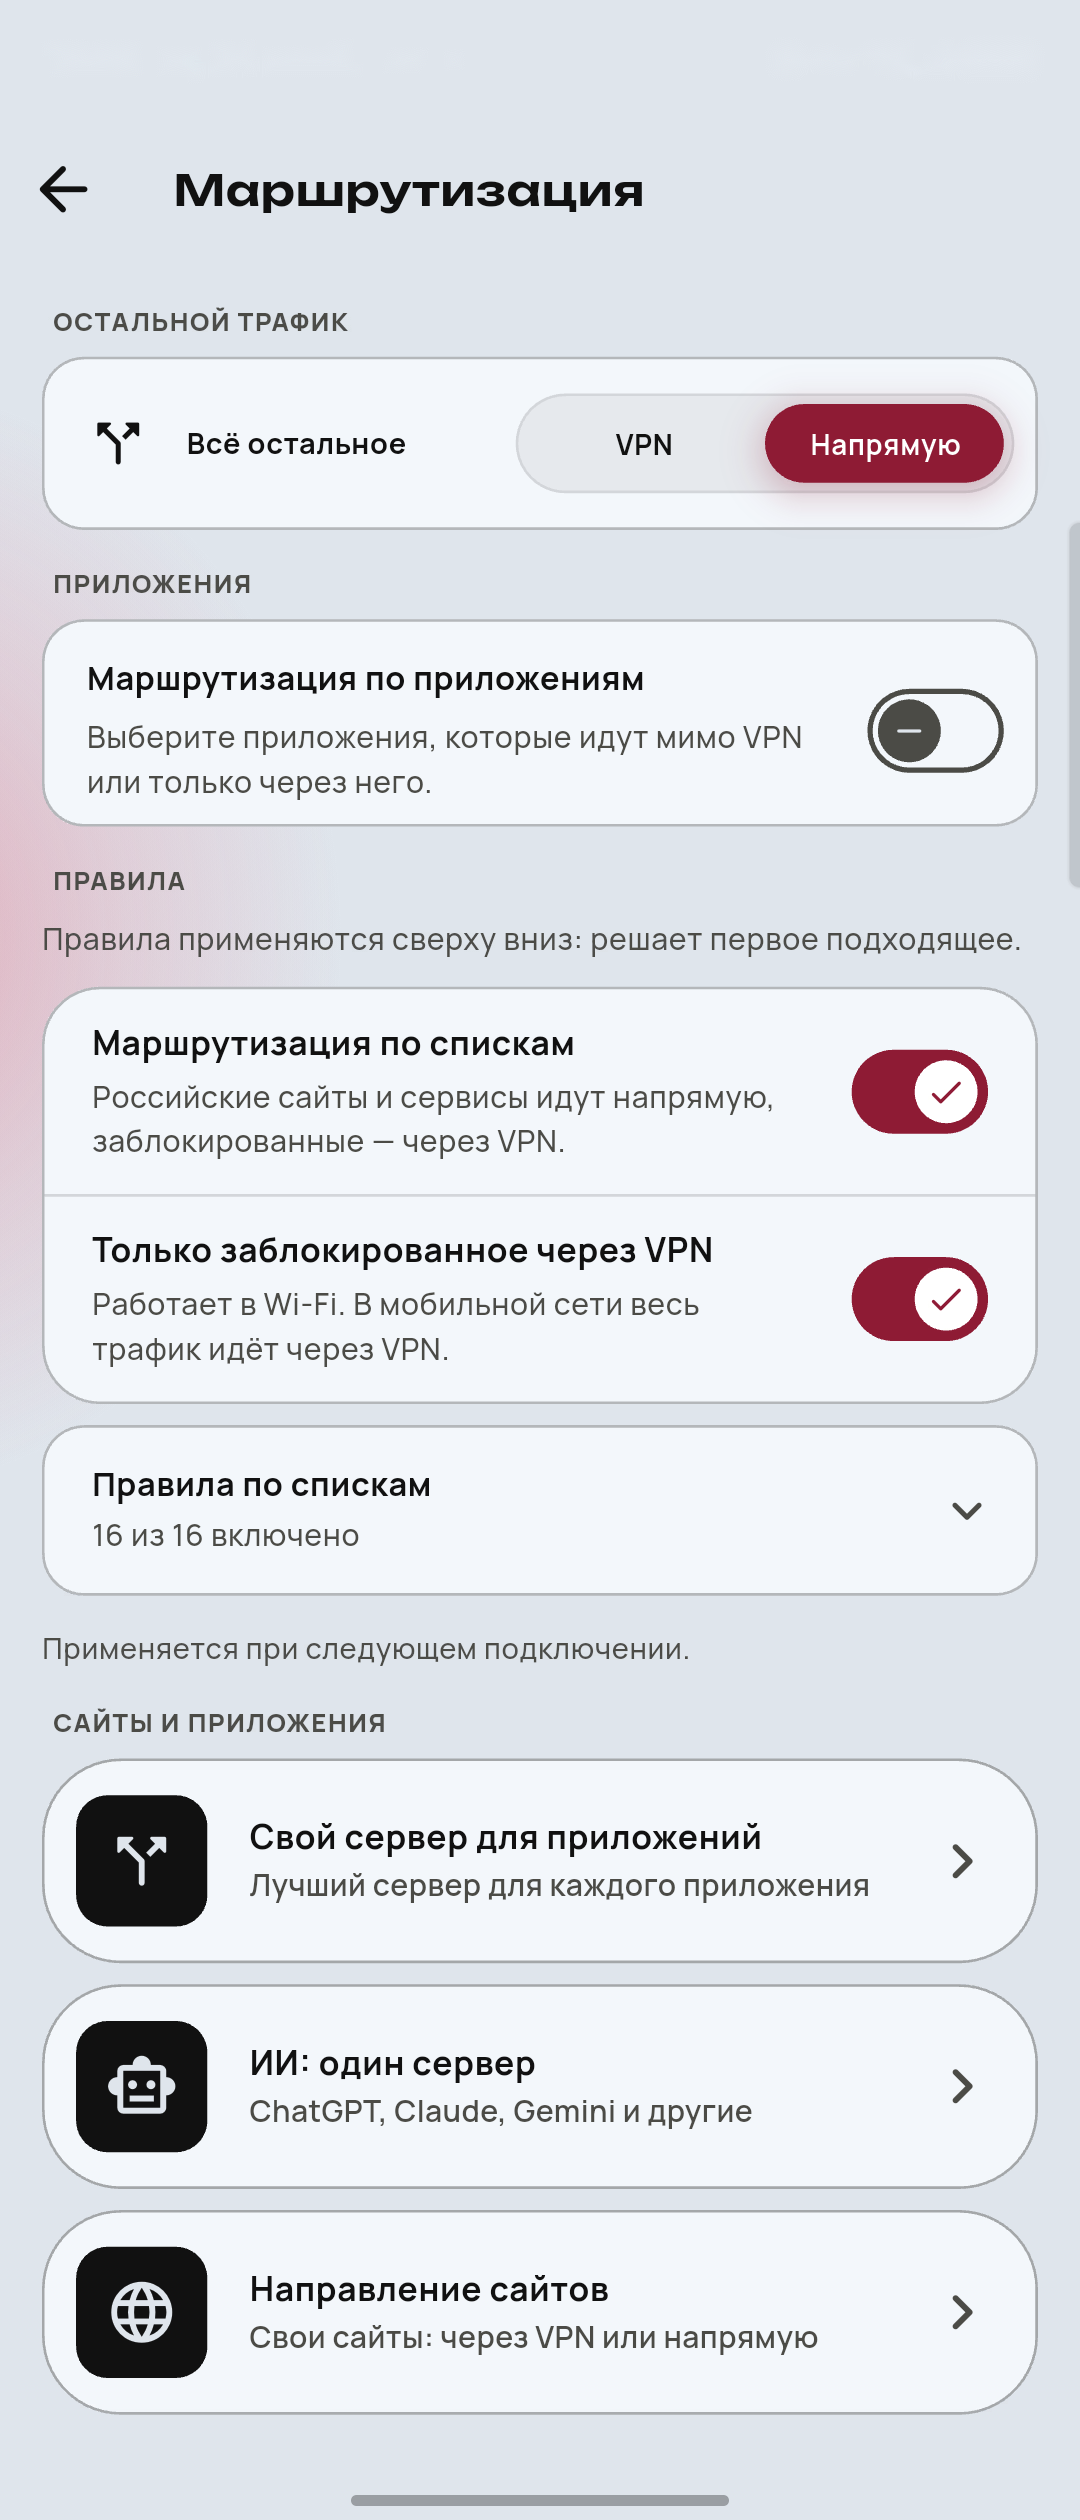 Маршрутизация
ОСТАЛЬНОЙ ТРАФИК
Всё остальное
VPN
Напрямую
ПРИЛОЖЕНИЯ
Маршрутизация по приложениям
Выберите приложения, которые идут мимо VPN
или только через него.
ПРАВИЛА
Правила применяются сверху вниз: решает первое подходящее.
Маршрутизация по спискам
Российские сайты и сервисы идут напрямую,
заблокированные — через VPN.
Только заблокированное через VPN
Работает в Wi-Fi. В мобильной сети весь
трафик идёт через VPN.
Правила по спискам
16 из 16 включено
Применяется при следующем подключении.
САЙТЫ И ПРИЛОЖЕНИЯ
Свой сервер для приложений
Лучший сервер для каждого приложения
ИИ: один сервер
ChatGPT, Claude, Gemini и другие
Направление сайтов
Свои сайты: через VPN или напрямую